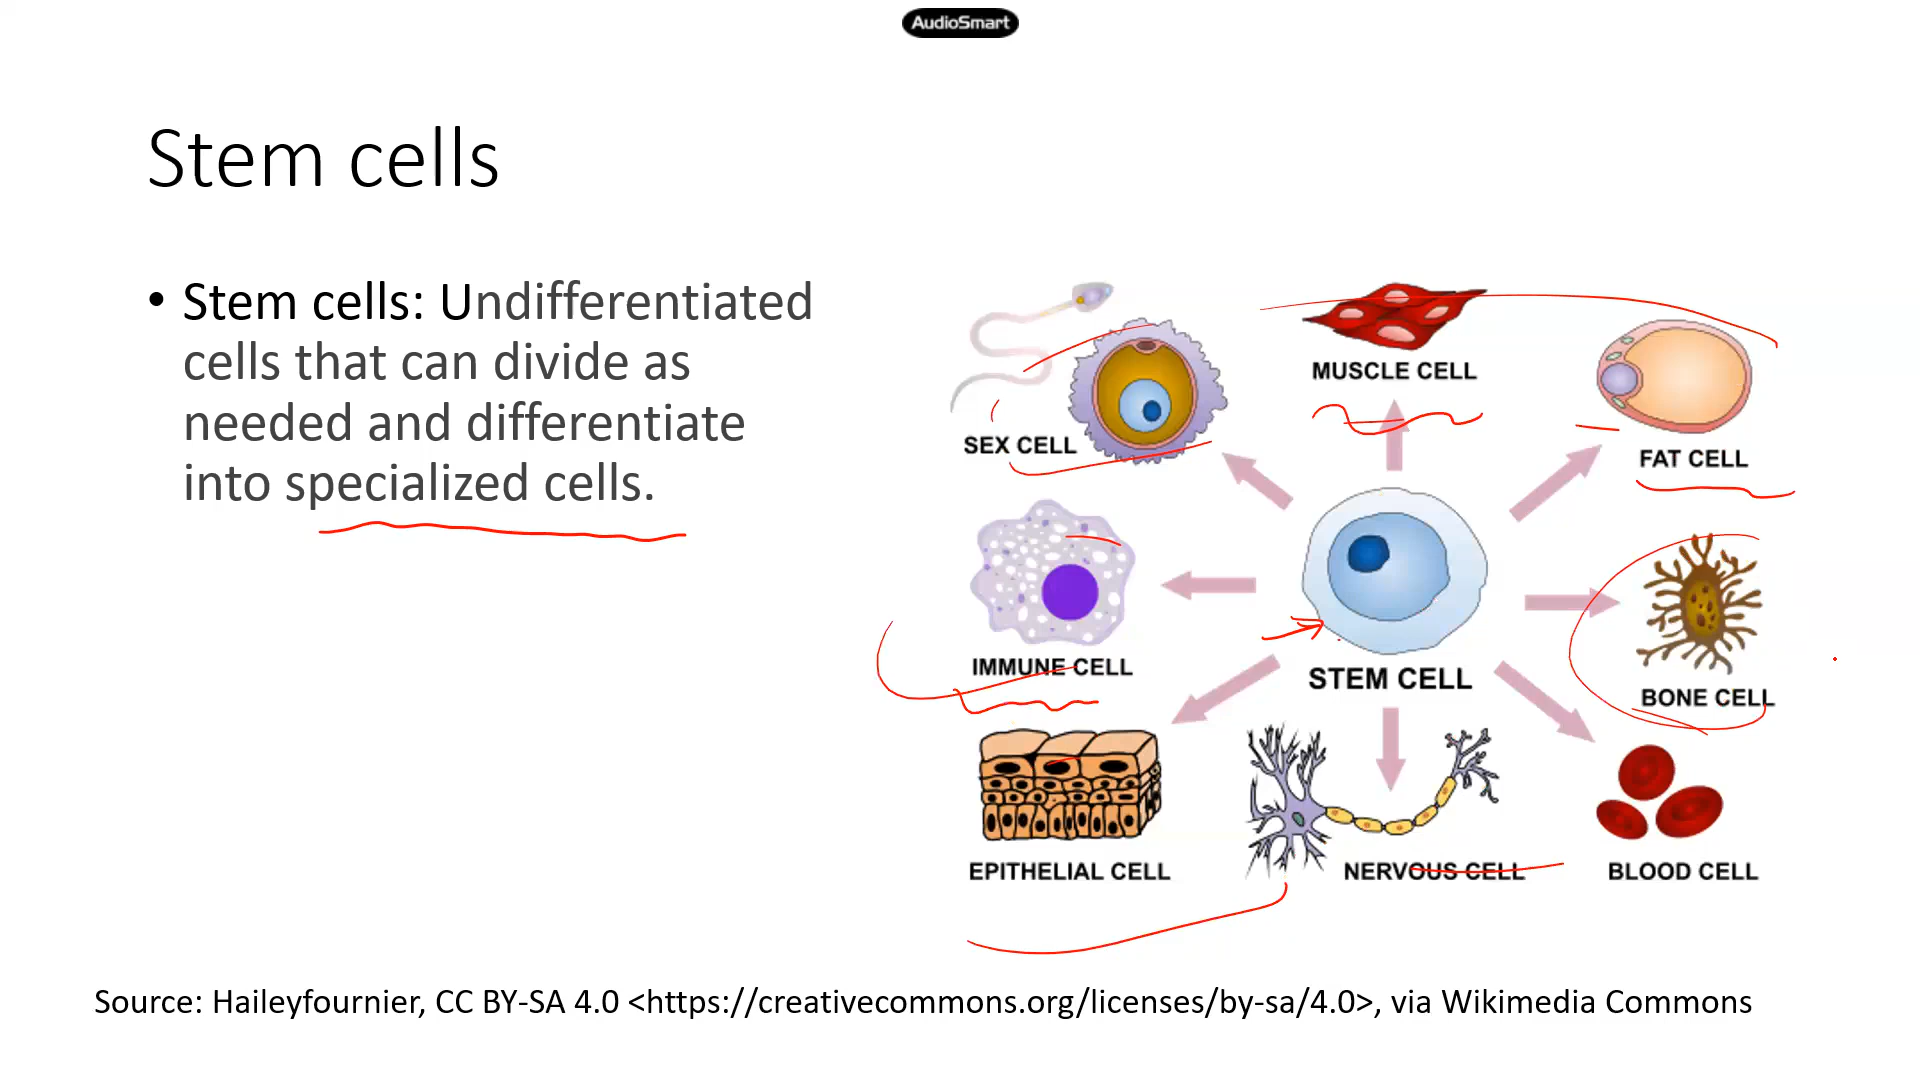 AudioSmart
Stem cells
• Stem cells: Undifferentiated
cells that can divide as
needed and differentiate
into specialized cells.
MUSCLE CELL
SEX CELL
FAT CELL
IMMUNE CELL
STEM CELL
BONE CELL
EPITHELIAL CELL
NERVOUS CELL
BLOOD CELL
Source: Haileyfournier, CC BY-SA 4.0 <https://creativecommons.org/licenses/by-sa/4.0>, via Wikimedia Commons